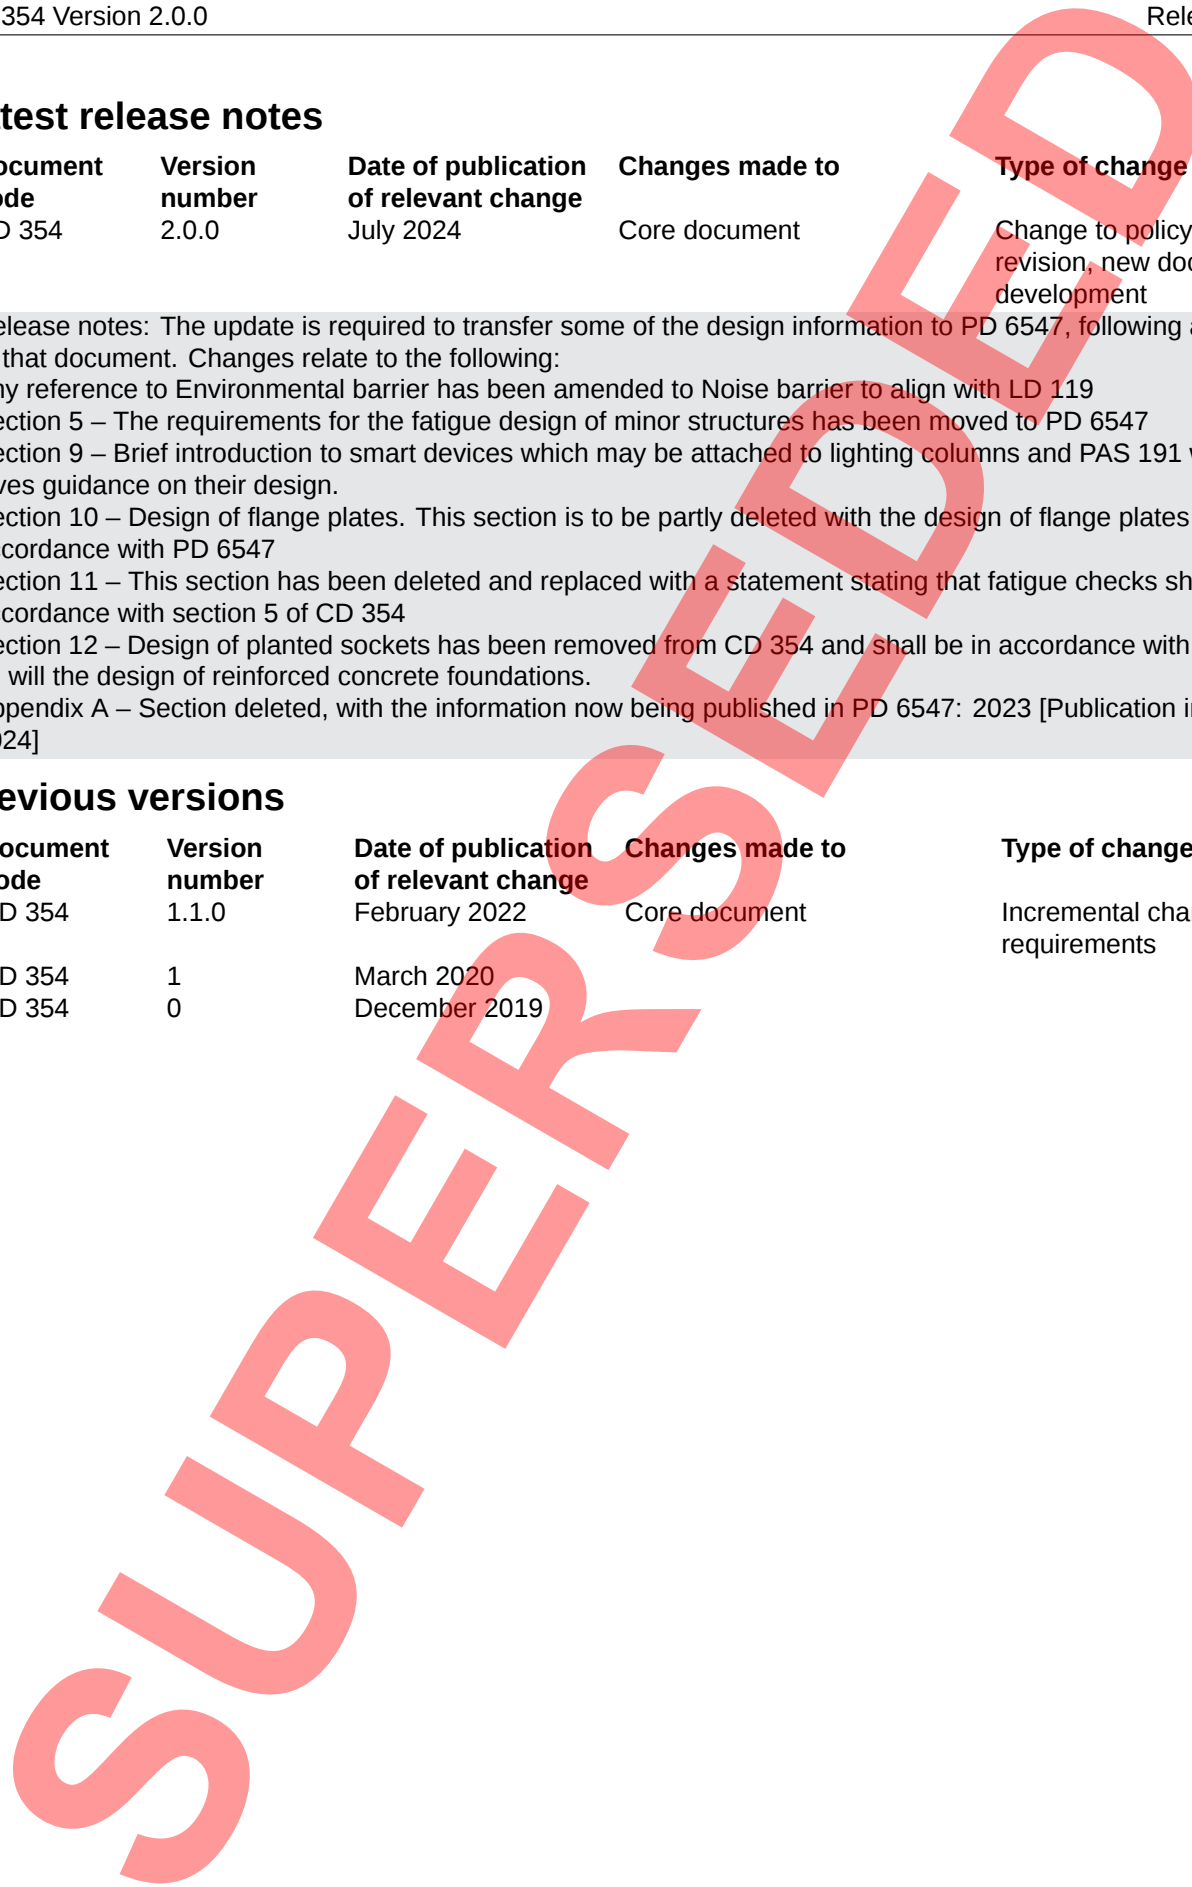 354 Version 2.0.0 Rele
test release notes
ocument Version Date of publication Changes made to Type of change
ode number of relevant change
D 354 2.0.0 July 2024 Core document Change to policy
revision, new doc
development
elease notes: The update is required to transfer some of the design information to PD 6547, following a
that document. Changes relate to the following:
ny reference to Environmental barrier has been amended to Noise barrier to align with LD 119
ection 5 – The requirements for the fatigue design of minor structures has been moved to PD 6547
ection 9 – Brief introduction to smart devices which may be attached to lighting columns and PAS 191 w
ves guidance on their design.
ection 10 – Design of flange plates. This section is to be partly deleted with the design of flange plates
ccordance with PD 6547
ection 11 – This section has been deleted and replaced with a statement stating that fatigue checks sh
ccordance with section 5 of CD 354
ection 12 – Design of planted sockets has been removed from CD 354 and shall be in accordance with
will the design of reinforced concrete foundations.
ppendix A – Section deleted, with the information now being published in PD 6547: 2023 [Publication in
024]
evious versions
ocument Version Date of publication Changes made to Type of change
ode number of relevant change
D 354 1.1.0 February 2022 Core document Incremental char
requirements
D 354 1 March 2020
D 354 0 December 2019
SUPERSEDED